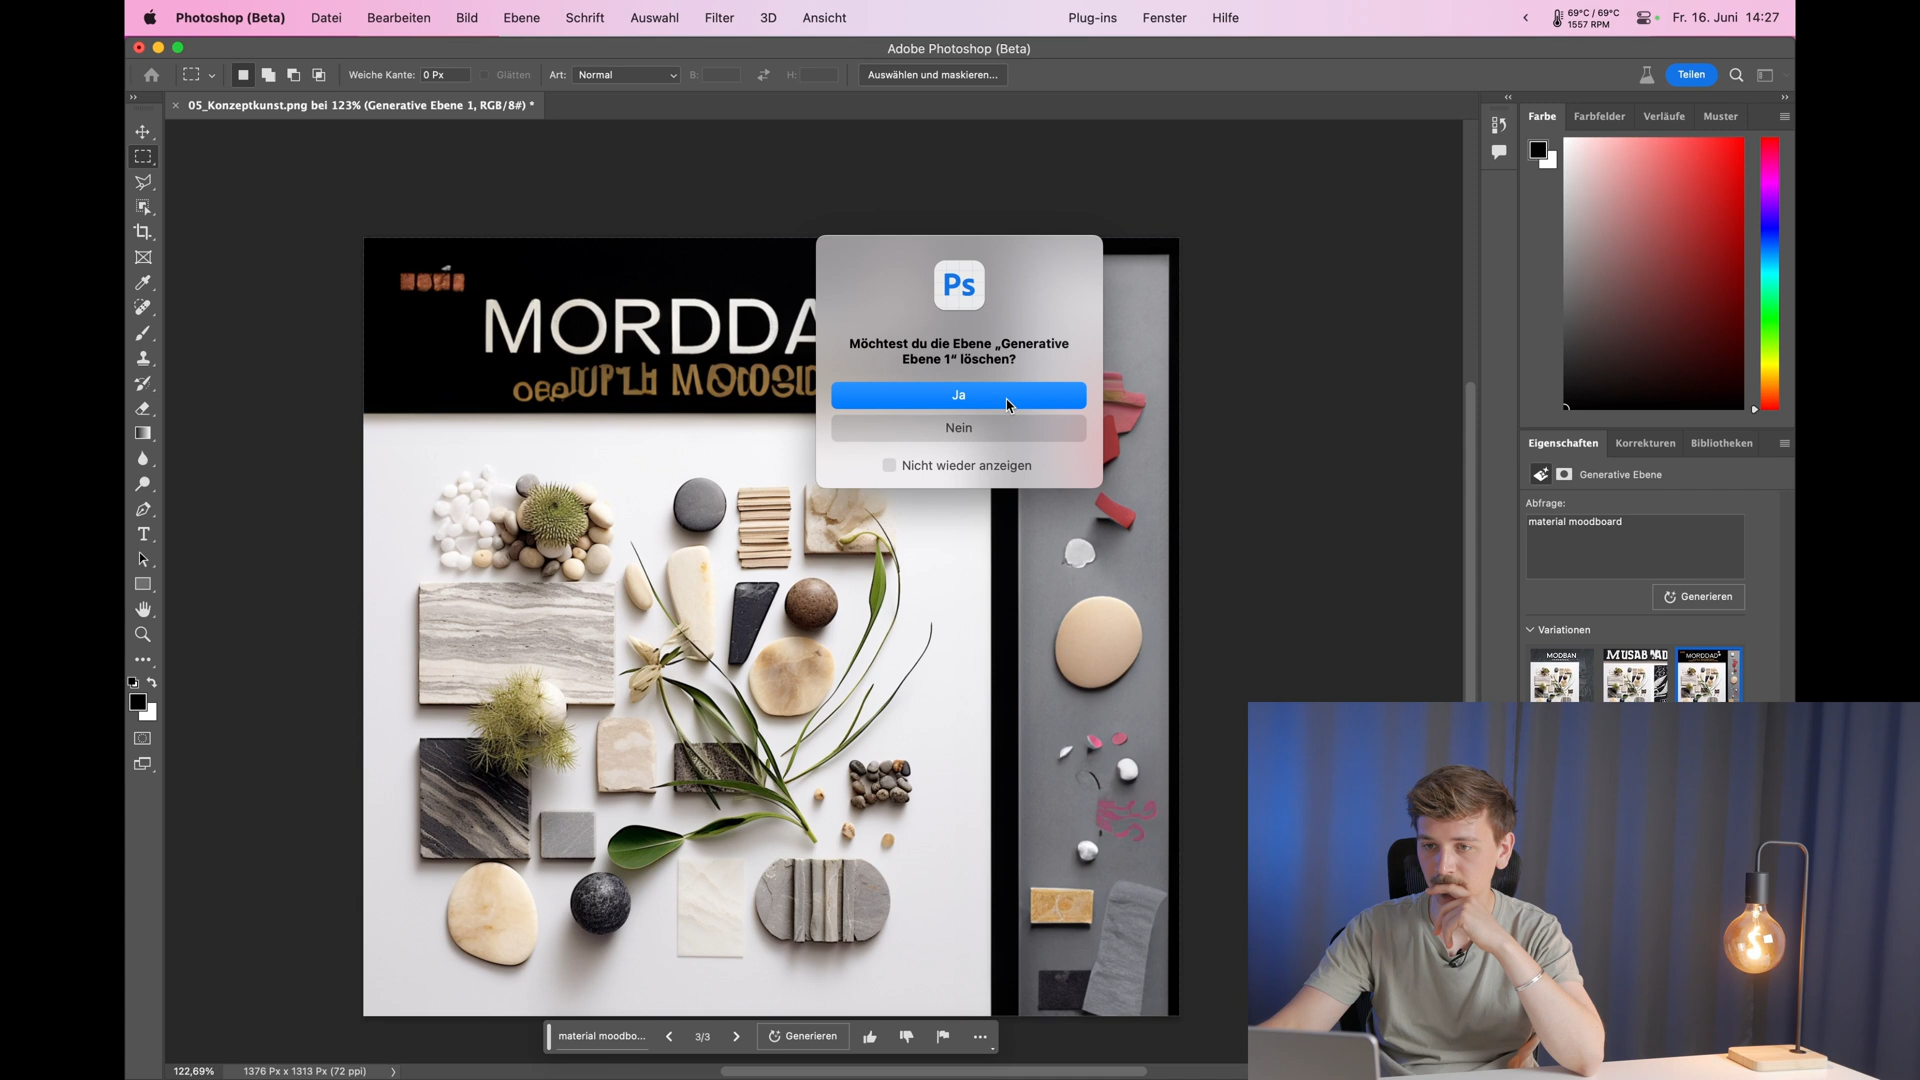 Photoshop (Beta) Datei Bearbeiten Bild Ebene Schrift Auswahl Filter 3D Ansicht Plug-ins Fenster Hilfe
69°C / 69°C
1557 RPM
Fr. 16. Juni 14:27
Adobe Photoshop (Beta)
Weiche Kante: 0 Px Glätten Art: Normal B: H: Auswählen und maskieren... Teilen
05_Konzeptkunst.png bei 123% (Generative Ebene 1, RGB/8#) *
Farbe Farbfelder Verläufe Muster
MORDDA
Ps
Möchtest du die Ebene „Generative
Ebene 1“ löschen?
Ja
Nein
Nicht wieder anzeigen
Eigenschaften Korrekturen Bibliotheken
Generative Ebene
Abfrage:
material moodboard
Generieren
Variationen
MODBAN
MORDDAD
material moodbo... 3/3 Generieren
122,69% 1376 Px x 1313 Px (72 ppi)